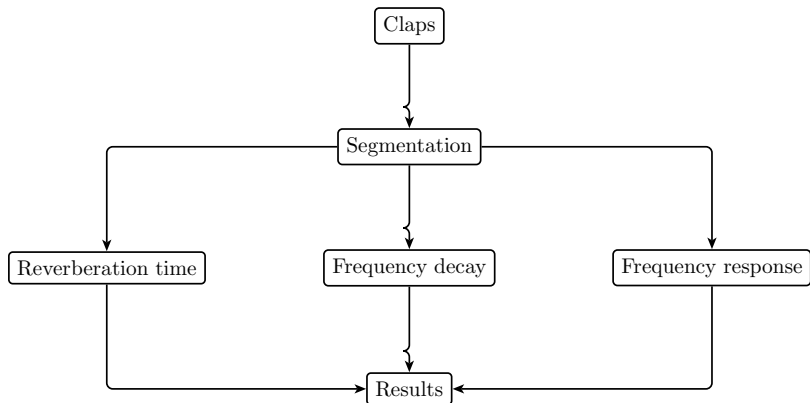 Claps
Segmentation
Reverberation time
Frequency decay
Frequency response
Results